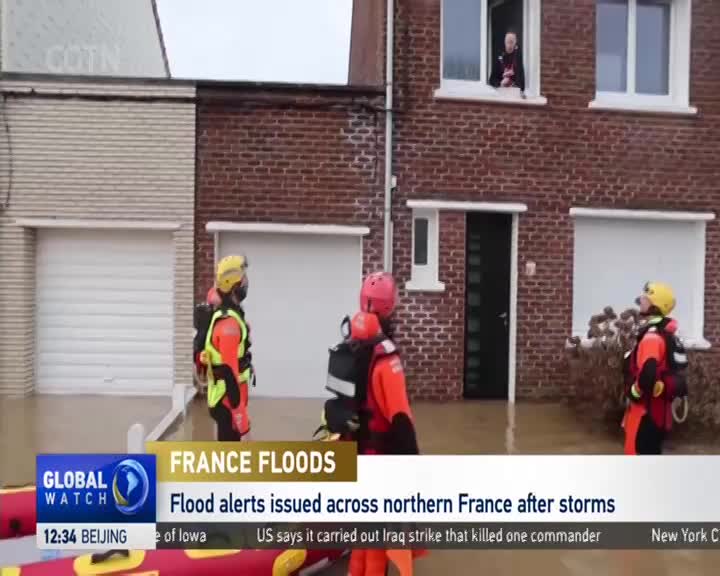 CGTN
FRANCE FLOODS
GLOBAL WATCH
Flood alerts issued across northern France after storms
12:34 BEIJING
e of Iowa US says it carried out Iraq strike that killed one commander New York C